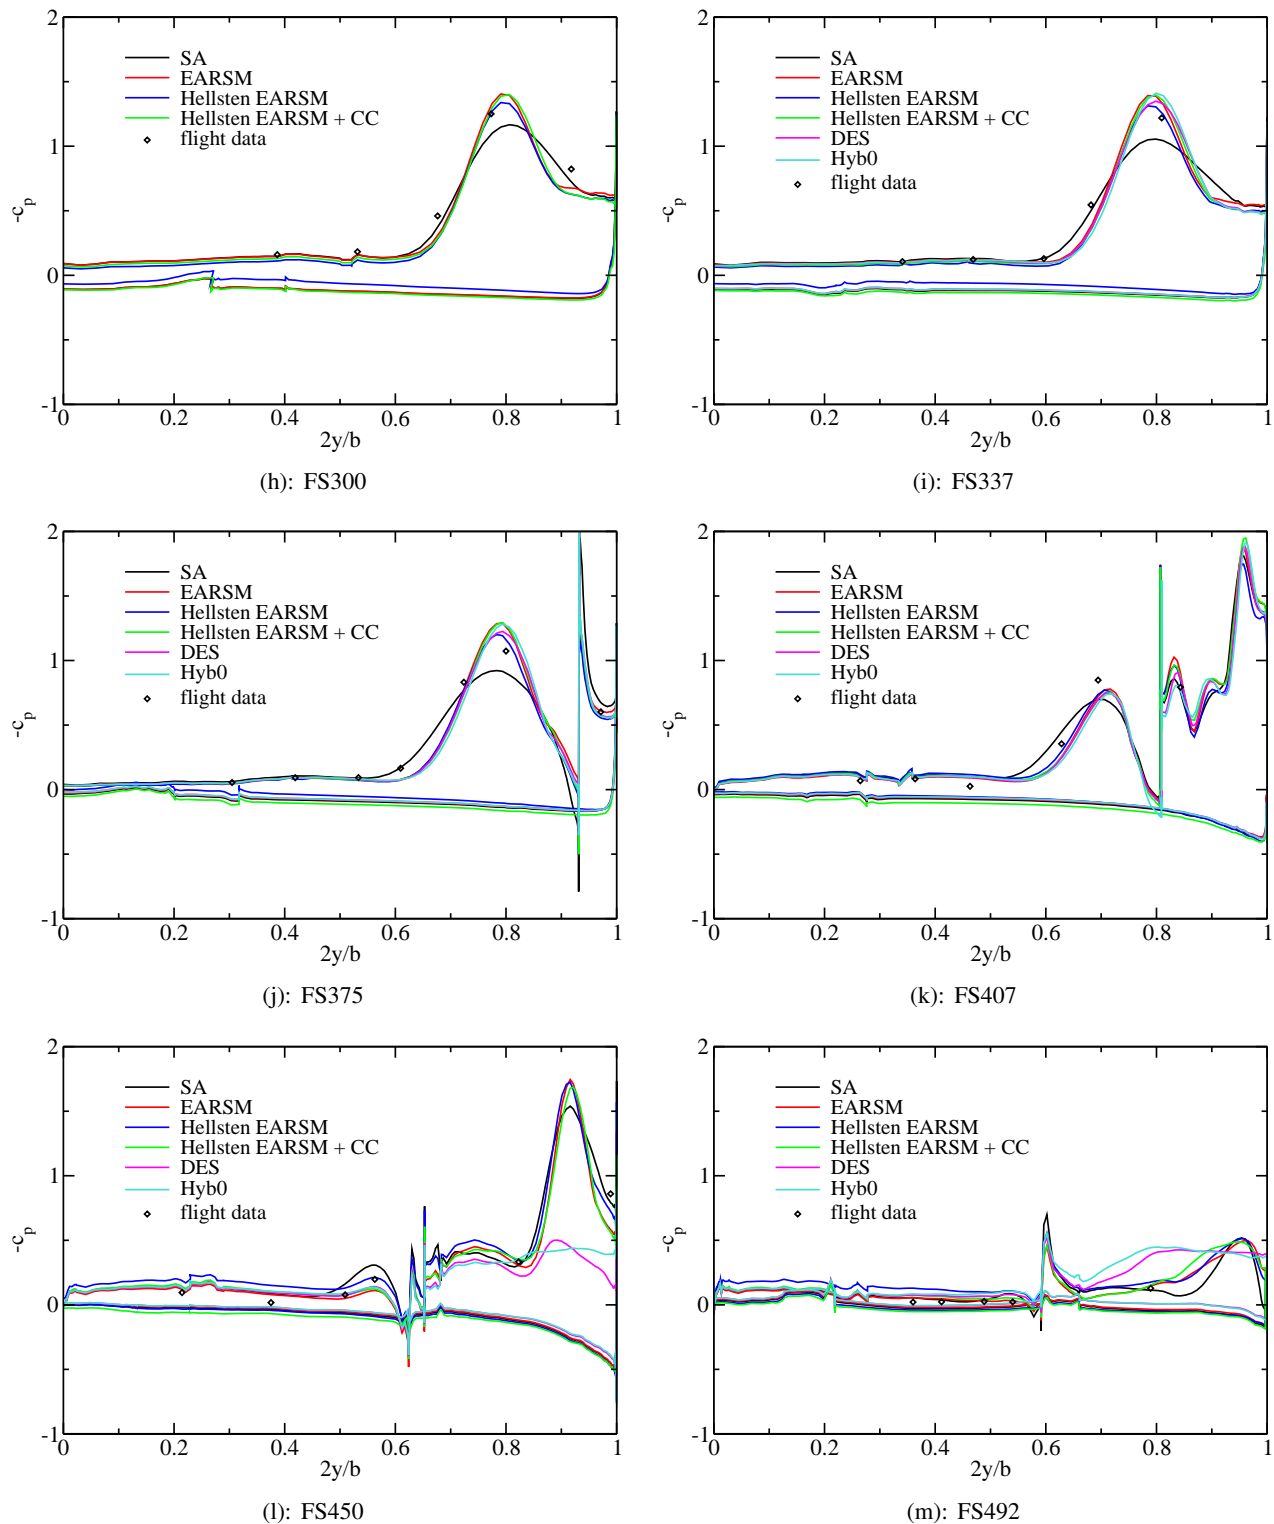 2
1
0
-1
-c_p
SA
EARSM
Hellsten EARSM
Hellsten EARSM + CC
flight data
0 0.2 0.4 0.6 0.8 1
2y/b
(h): FS300
2
1
0
-1
-c_p
SA
EARSM
Hellsten EARSM
Hellsten EARSM + CC
DES
Hyb0
flight data
0 0.2 0.4 0.6 0.8 1
2y/b
(i): FS337
2
1
0
-1
-c_p
SA
EARSM
Hellsten EARSM
Hellsten EARSM + CC
DES
Hyb0
flight data
0 0.2 0.4 0.6 0.8 1
2y/b
(j): FS375
2
1
0
-1
-c_p
SA
EARSM
Hellsten EARSM
Hellsten EARSM + CC
DES
Hyb0
flight data
0 0.2 0.4 0.6 0.8 1
2y/b
(k): FS407
2
1
0
-1
-c_p
SA
EARSM
Hellsten EARSM
Hellsten EARSM + CC
DES
Hyb0
flight data
0 0.2 0.4 0.6 0.8 1
2y/b
(l): FS450
2
1
0
-1
-c_p
SA
EARSM
Hellsten EARSM
Hellsten EARSM + CC
DES
Hyb0
flight data
0 0.2 0.4 0.6 0.8 1
2y/b
(m): FS492